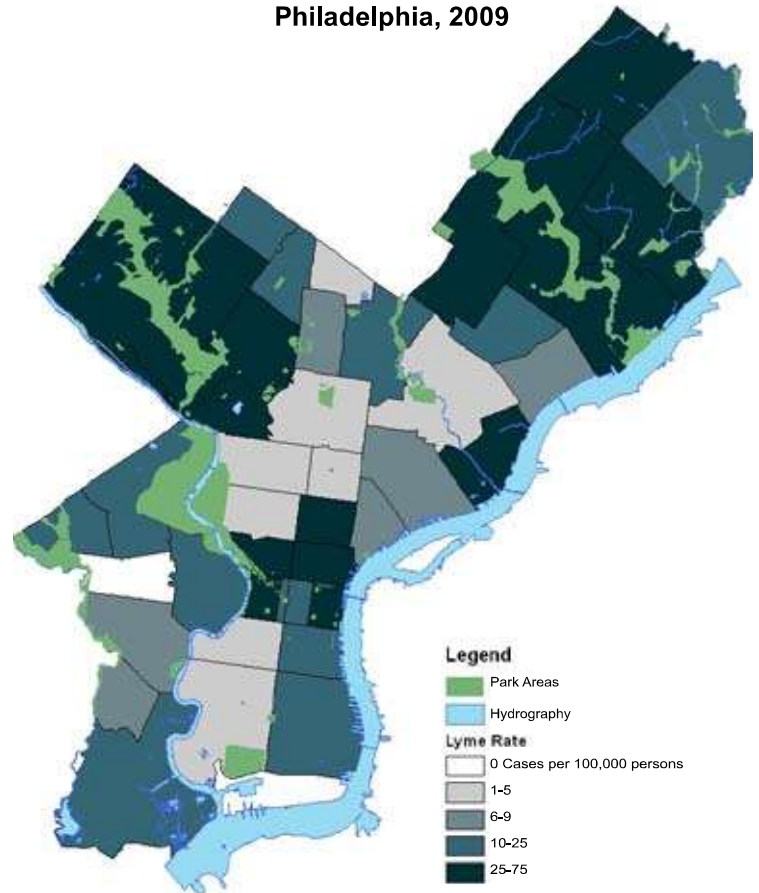 Philadelphia, 2009
Legend
Park Areas
Hydrography
Lyme Rate
0 Cases per 100,000 persons
1-5
6-9
10-25
25-75